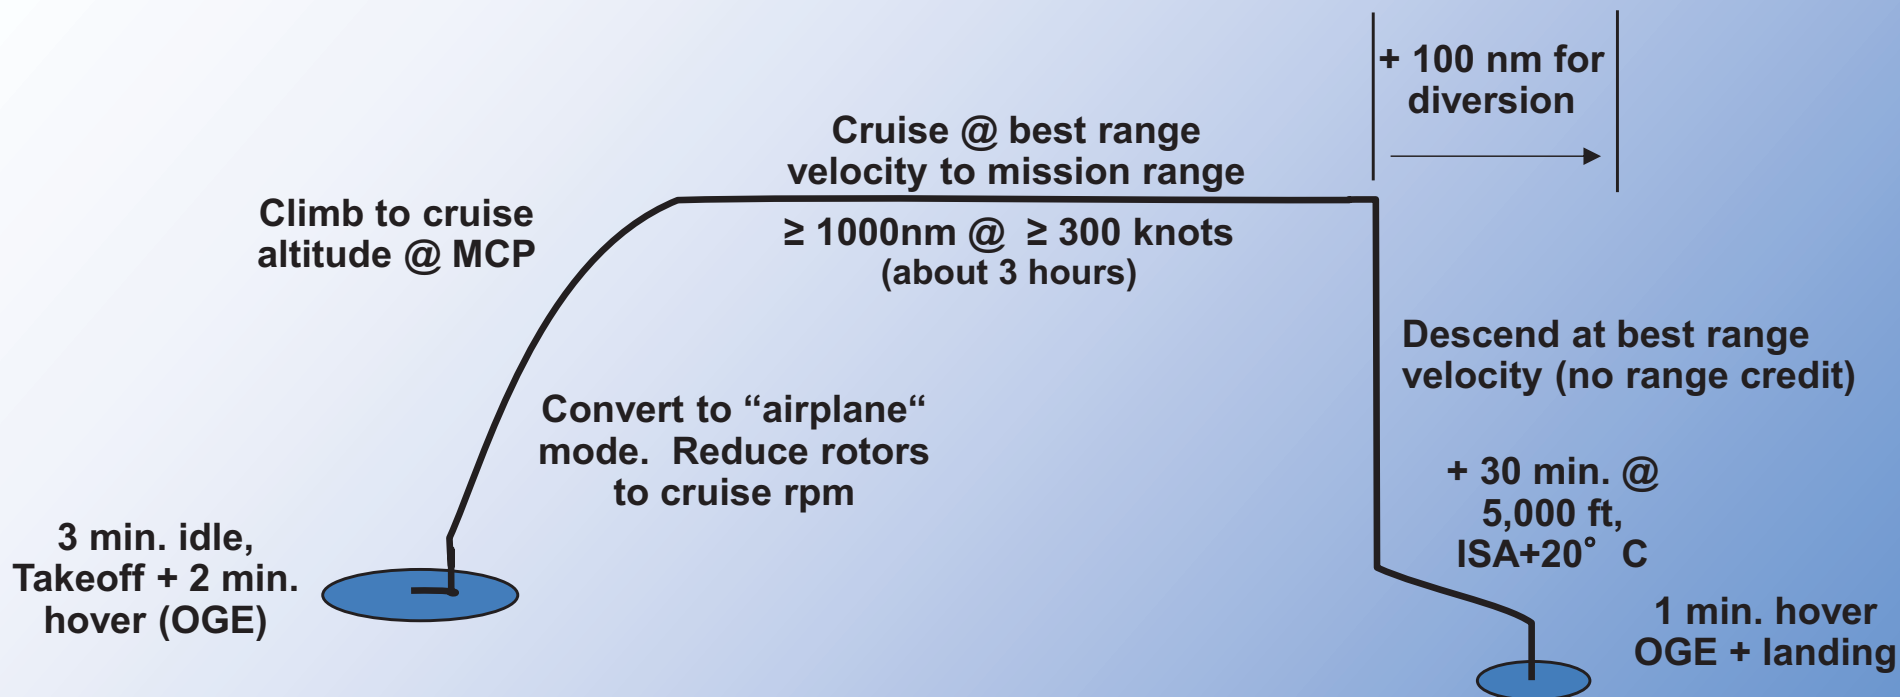 + 100 nm for
diversion
Cruise @ best range
velocity to mission range
≥ 1000nm @ ≥ 300 knots
(about 3 hours)
Climb to cruise
altitude @ MCP
Convert to “airplane“
mode. Reduce rotors
to cruise rpm
3 min. idle,
Takeoff + 2 min.
hover (OGE)
Descend at best range
velocity (no range credit)
+ 30 min. @
5,000 ft,
ISA+20° C
1 min. hover
OGE + landing